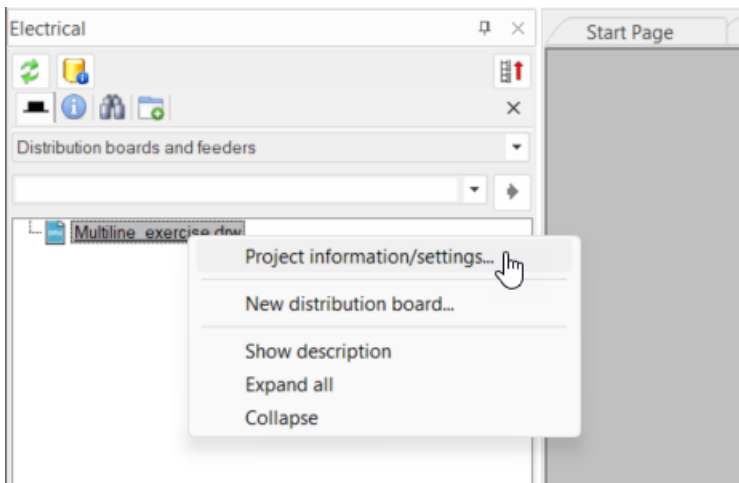 Electrical
Start Page
Distribution boards and feeders
Multiline_exercise.drw
Project information/settings...
New distribution board...
Show description
Expand all
Collapse